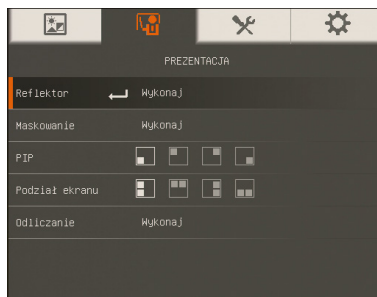 PREZENTACJA
Reflektor Wykonaj
Maskowanie Wykonaj
PIP
Podział ekranu
Odliczanie Wykonaj